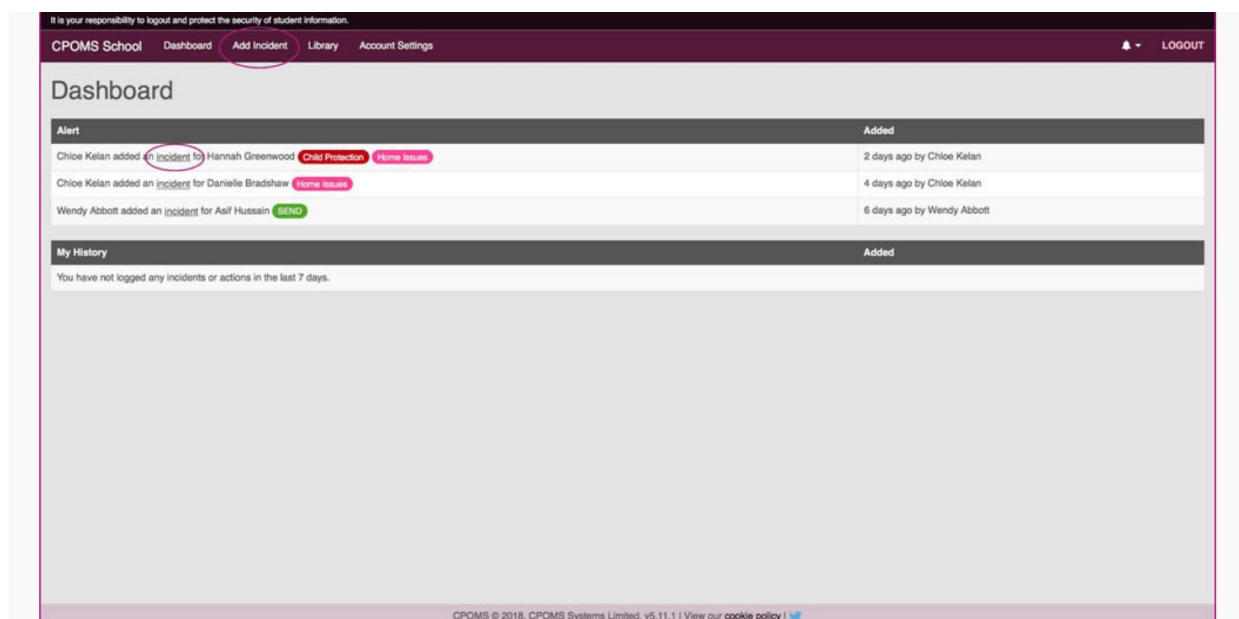 It is your responsibility to logout and protect the security of student information.
CPOMS School Dashboard Add Incident Library Account Settings LOGOUT
Dashboard
Alert Added
Chloe Kelan added an incident for Hannah Greenwood Child Protection Home Issues 2 days ago by Chloe Kelan
Chloe Kelan added an incident for Danielle Bradshaw Home Issues 4 days ago by Chloe Kelan
Wendy Abbott added an incident for Asif Hussain SEND 6 days ago by Wendy Abbott
My History Added
You have not logged any incidents or actions in the last 7 days.
CPOMS © 2018. CPOMS Systems Limited. v5.11.1 | View our cookie policy |